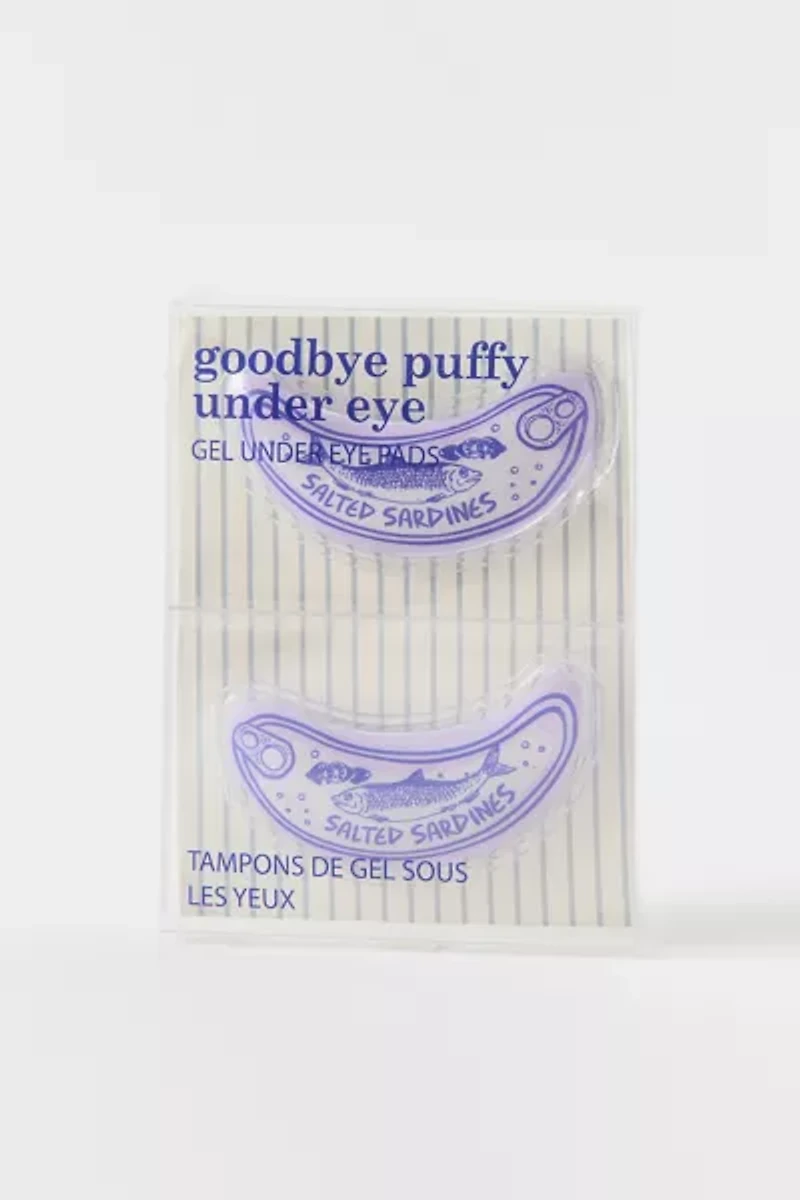 goodbye puffy
under eye
GEL UNDER EYE PADS
SALTED SARDINES
SALTED SARDINES
TAMPONS DE GEL SOUS
LES YEUX